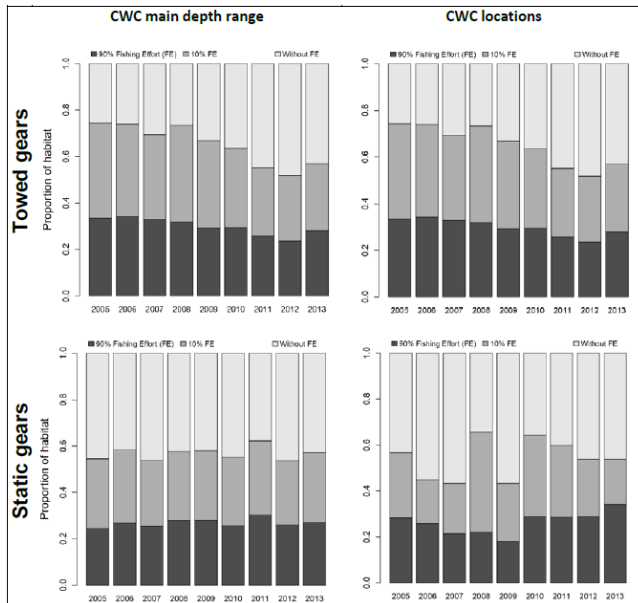 CWC main depth range
CWC locations
Towed gears
90% Fishing Effort (FE) 10% FE Without FE
Proportion of habitat
0.0 0.2 0.4 0.6 0.8 1.0
2005 2006 2007 2008 2009 2010 2011 2012 2013
90% Fishing Effort (FE) 10% FE Without FE
0.0 0.2 0.4 0.6 0.8 1.0
2005 2006 2007 2008 2009 2010 2011 2012 2013
Static gears
90% Fishing Effort (FE) 10% FE Without FE
Proportion of habitat
0.0 0.2 0.4 0.6 0.8 1.0
2005 2006 2007 2008 2009 2010 2011 2012 2013
90% Fishing Effort (FE) 10% FE Without FE
0.0 0.2 0.4 0.6 0.8 1.0
2005 2006 2007 2008 2009 2010 2011 2012 2013